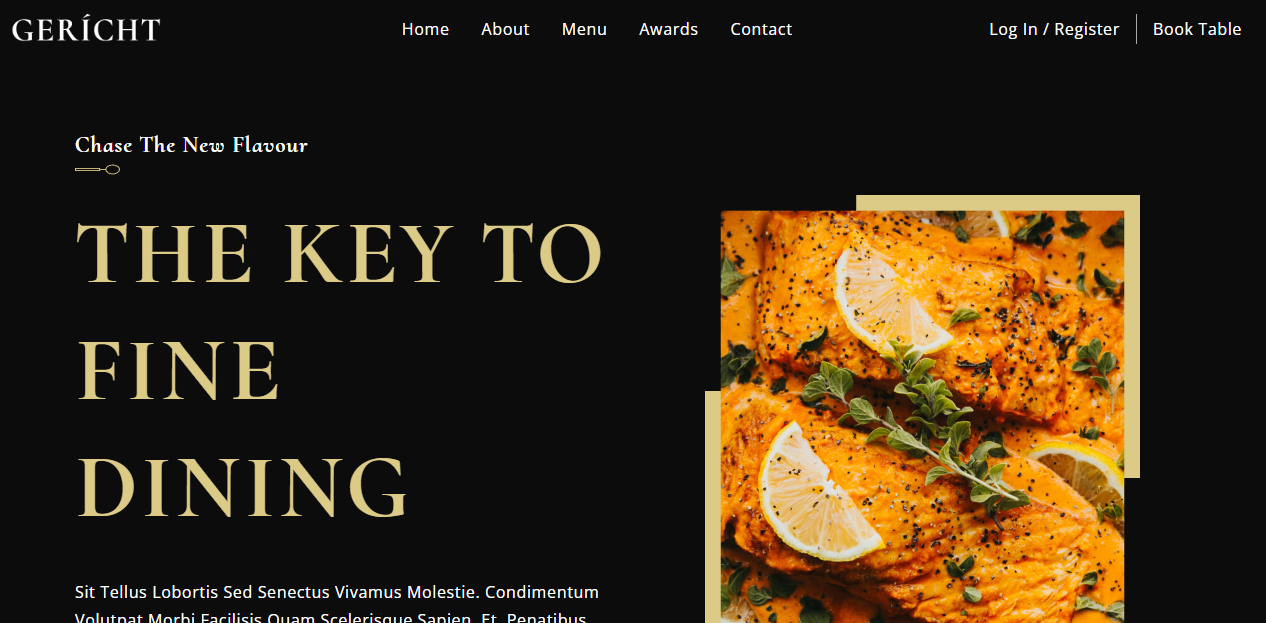 GERÍCHT
Home About Menu Awards Contact
Log In / Register Book Table
Chase The New Flavour
THE KEY TO
FINE
DINING
Sit Tellus Lobortis Sed Senectus Vivamus Molestie. Condimentum
Volutpat Morbi Facilisis Quam Scelerisque Sapien. Et, Penatibus